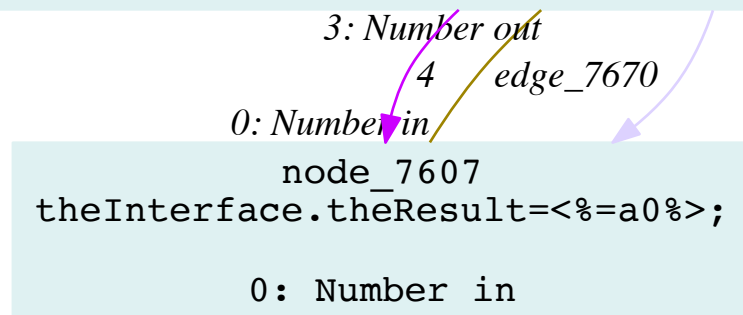 3: Number out
4 edge_7670
0: Number in
node_7607
theInterface.theResult=<%=a0%>;
0: Number in